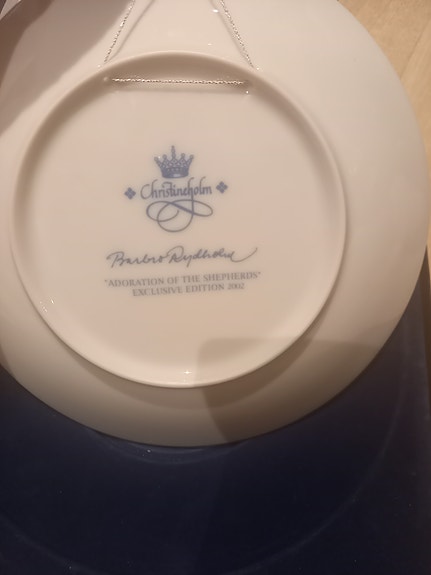 Christineholm
"ADORATION OF THE SHEPHERDS"
EXCLUSIVE EDITION 2002